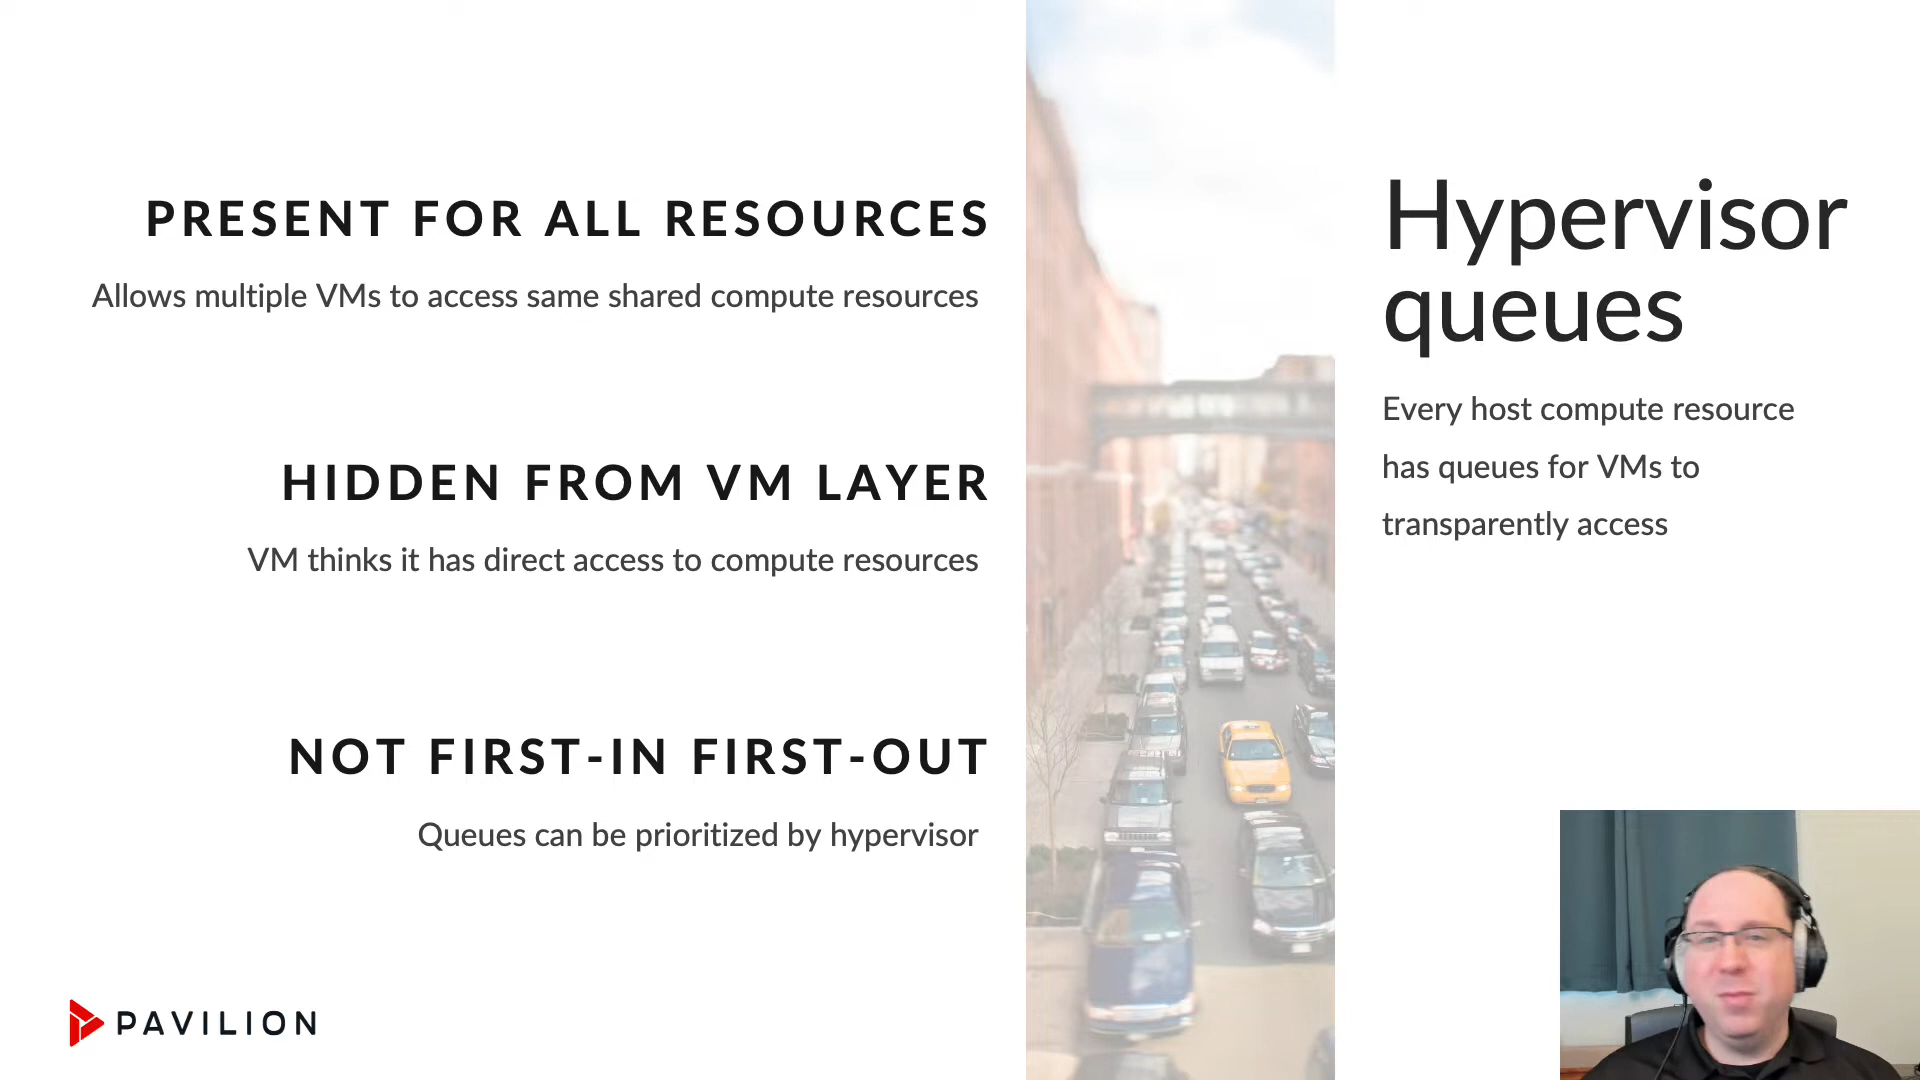 PRESENT FOR ALL RESOURCES
Allows multiple VMs to access same shared compute resources
HIDDEN FROM VM LAYER
VM thinks it has direct access to compute resources
NOT FIRST-IN FIRST-OUT
Queues can be prioritized by hypervisor
PAVILION
Hypervisor
queues
Every host compute resource
has queues for VMs to
transparently access